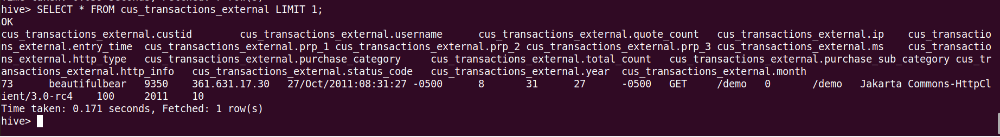 hive> SELECT * FROM cus_transactions_external LIMIT 1;
OK
cus_transactions_external.custid cus_transactions_external.username cus_transactions_external.quote_count cus_transactions_external.ip cus_transactio
ns_external.entry_time cus_transactions_external.prp_1 cus_transactions_external.prp_2 cus_transactions_external.prp_3 cus_transactions_external.ms cus_transactio
ns_external.http_type cus_transactions_external.purchase_category cus_transactions_external.total_count cus_transactions_external.purchase_sub_category cus_tr
ansactions_external.http_info cus_transactions_external.status_code cus_transactions_external.year cus_transactions_external.month
73 beautifulbear 9350 361.631.17.30 27/Oct/2011:08:31:27 -0500 8 31 27 -0500 GET /demo 0 /demo Jakarta Commons-HttpCl
ient/3.0-rc4 100 2011 10
Time taken: 0.171 seconds, Fetched: 1 row(s)
hive>